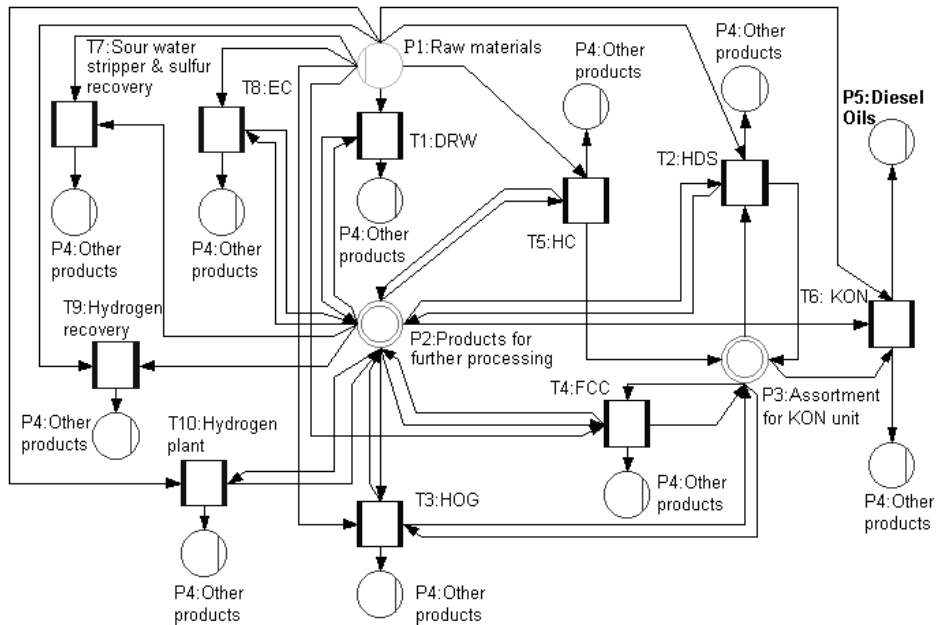 T7:Sour water
stripper & sulfur
recovery
T8:EC
P1:Raw materials
P4:Other
products
P4:Other
products
P5:Diesel
Oils
T1:DRW
T2:HDS
P4:Other
products
P4:Other
products
P4:Other
products
T5:HC
T9:Hydrogen
recovery
T6: KON
P2:Products for
further processing
T4:FCC
P3:Assortment
for KON unit
P4:Other
products
T10:Hydrogen
plant
T3:HOG
P4:Other
products
P4:Other
products
P4:Other
products
P4:Other
products